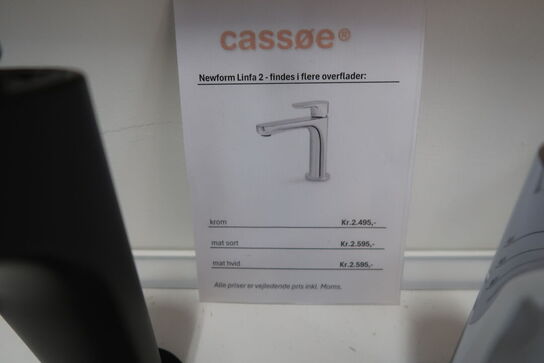 cassøe®
Newform Linfa 2 - findes i flere overflader:
krom Kr.2.495,-
mat sort Kr.2.595,-
mat hvid Kr.2.595,-
Alle priser er vejledende pris inkl. Moms.